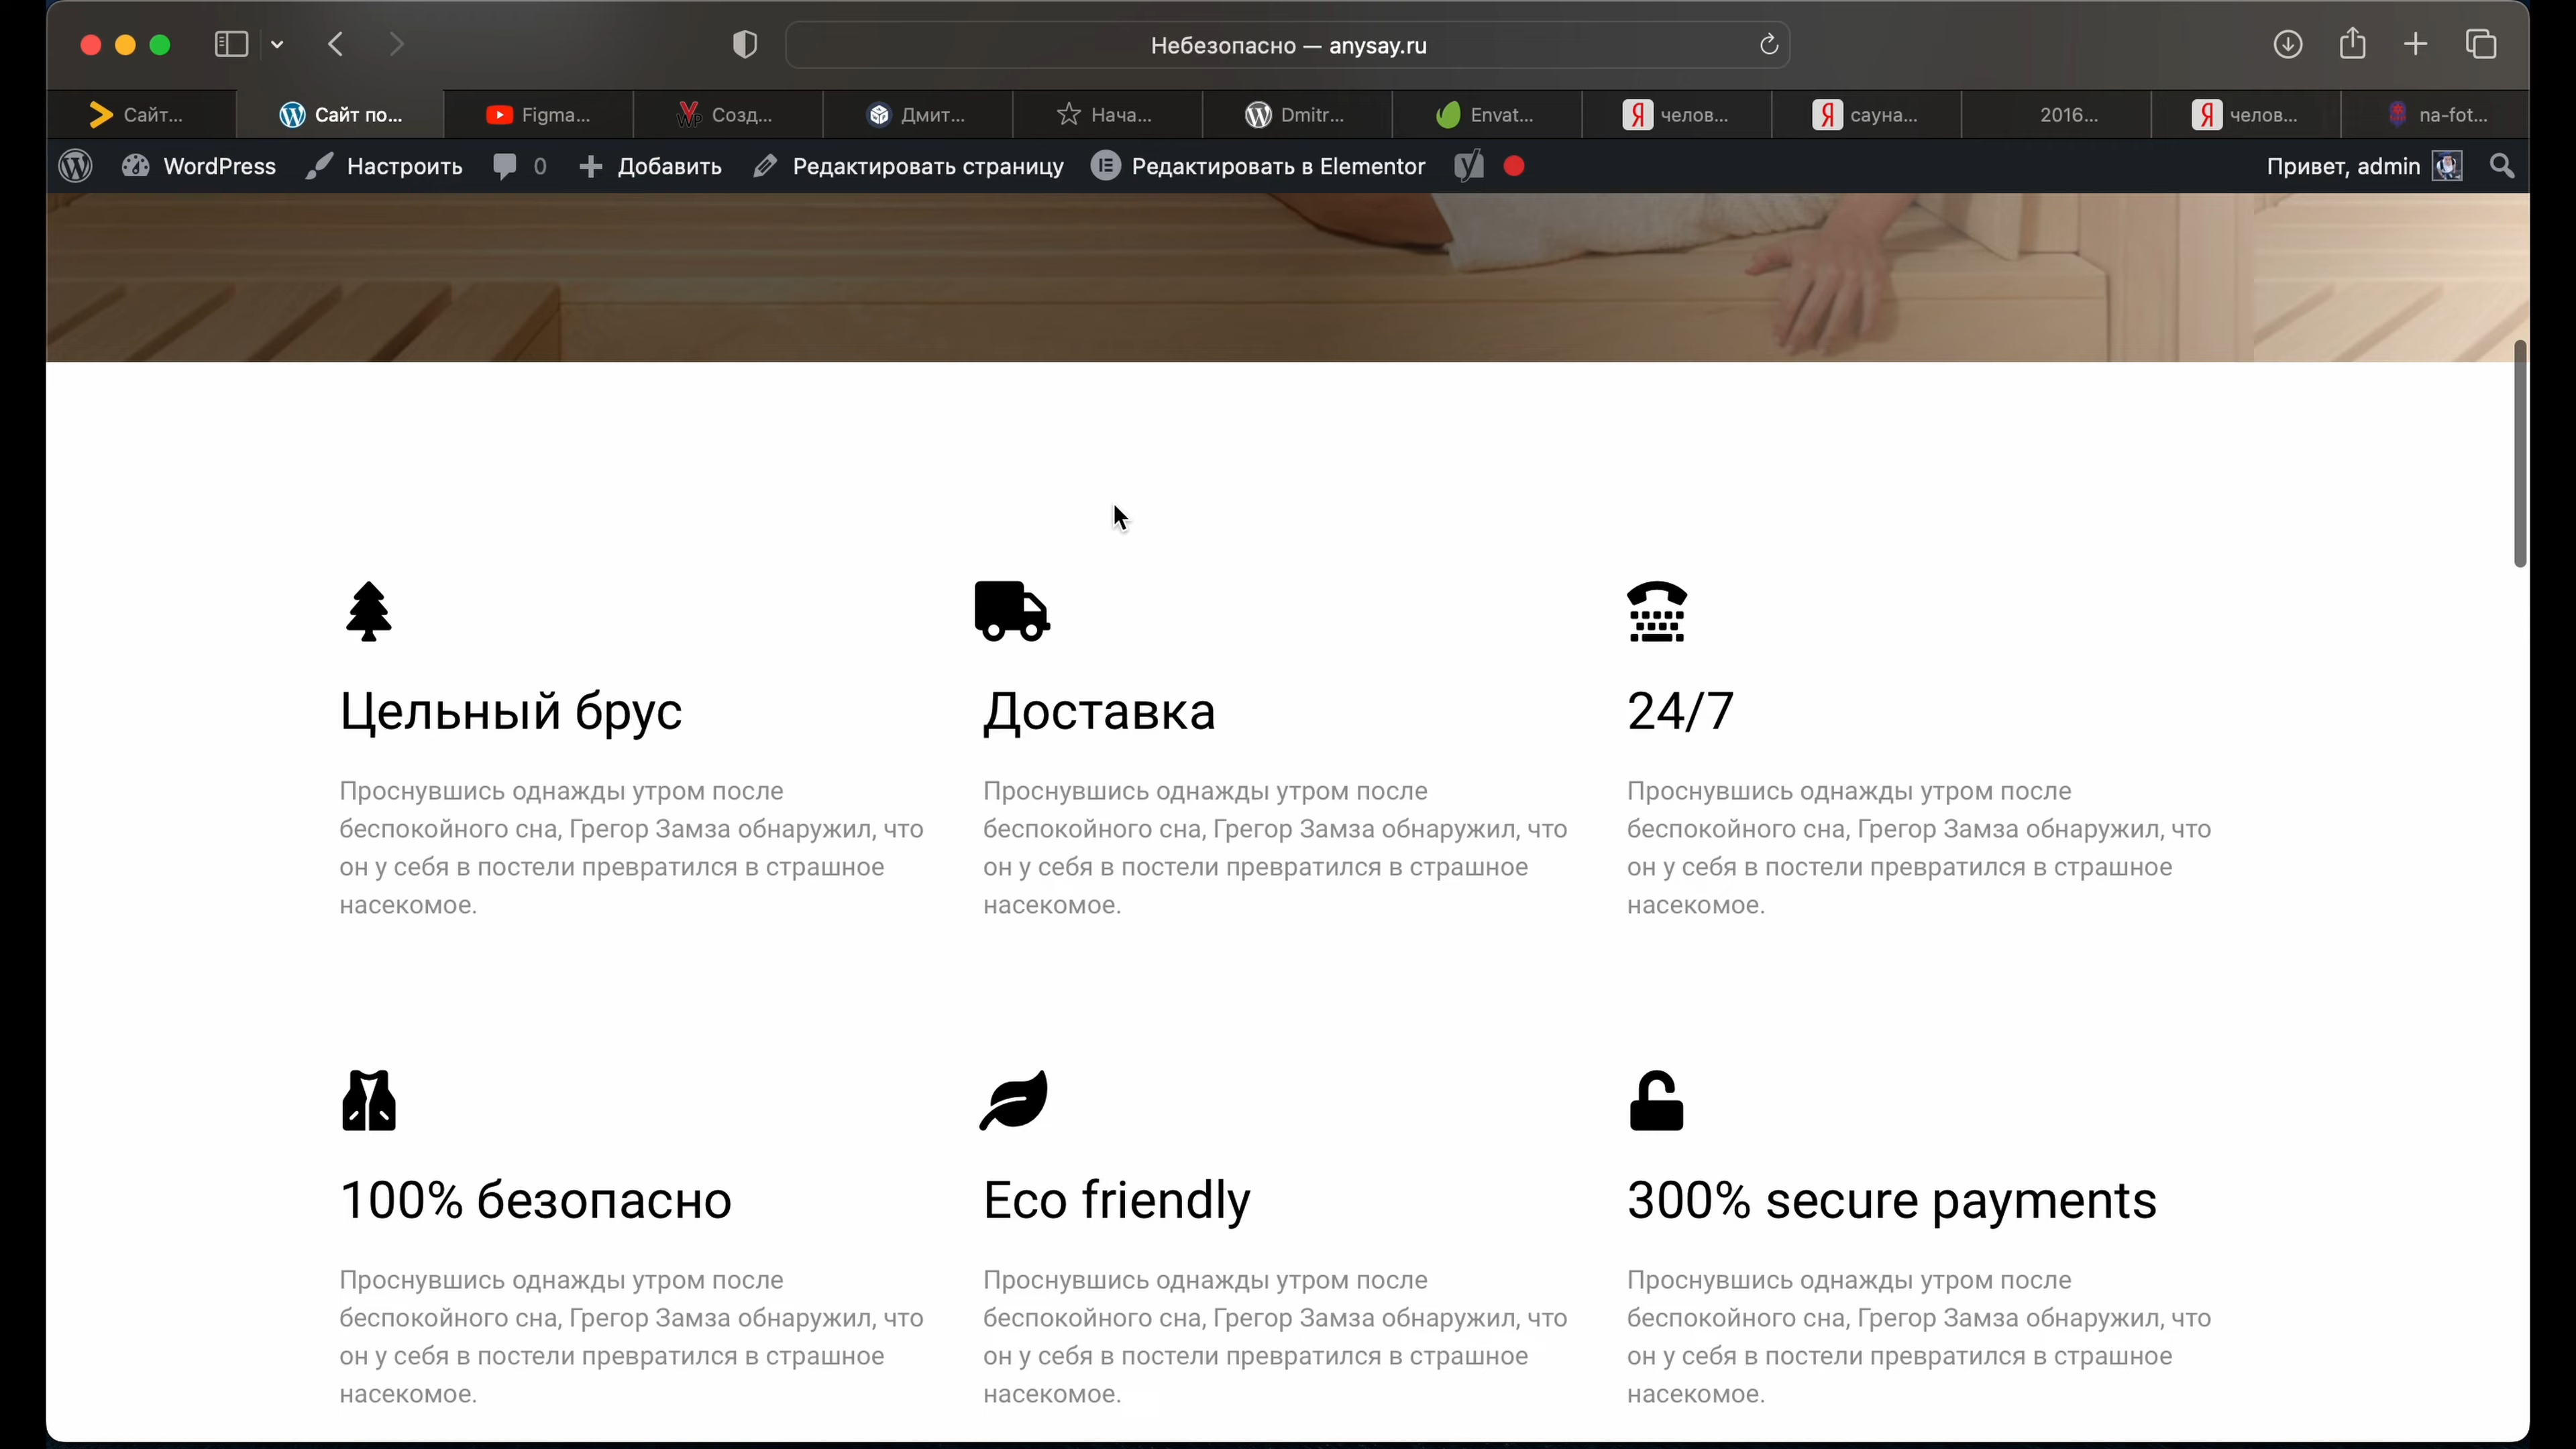 Небезопасно — anysay.ru
Сайт... Сайт по... Figma... Созд... Дмит... Нача... Dmitr... Envat... челов... сауна... 2016... челов... na-fot...
WordPress Настроить 0 Добавить Редактировать страницу Редактировать в Elementor Привет, admin
Цельный брус
Проснувшись однажды утром после
беспокойного сна, Грегор Замза обнаружил, что
он у себя в постели превратился в страшное
насекомое.
Доставка
Проснувшись однажды утром после
беспокойного сна, Грегор Замза обнаружил, что
он у себя в постели превратился в страшное
насекомое.
24/7
Проснувшись однажды утром после
беспокойного сна, Грегор Замза обнаружил, что
он у себя в постели превратился в страшное
насекомое.
100% безопасно
Проснувшись однажды утром после
беспокойного сна, Грегор Замза обнаружил, что
он у себя в постели превратился в страшное
насекомое.
Eco friendly
Проснувшись однажды утром после
беспокойного сна, Грегор Замза обнаружил, что
он у себя в постели превратился в страшное
насекомое.
300% secure payments
Проснувшись однажды утром после
беспокойного сна, Грегор Замза обнаружил, что
он у себя в постели превратился в страшное
насекомое.